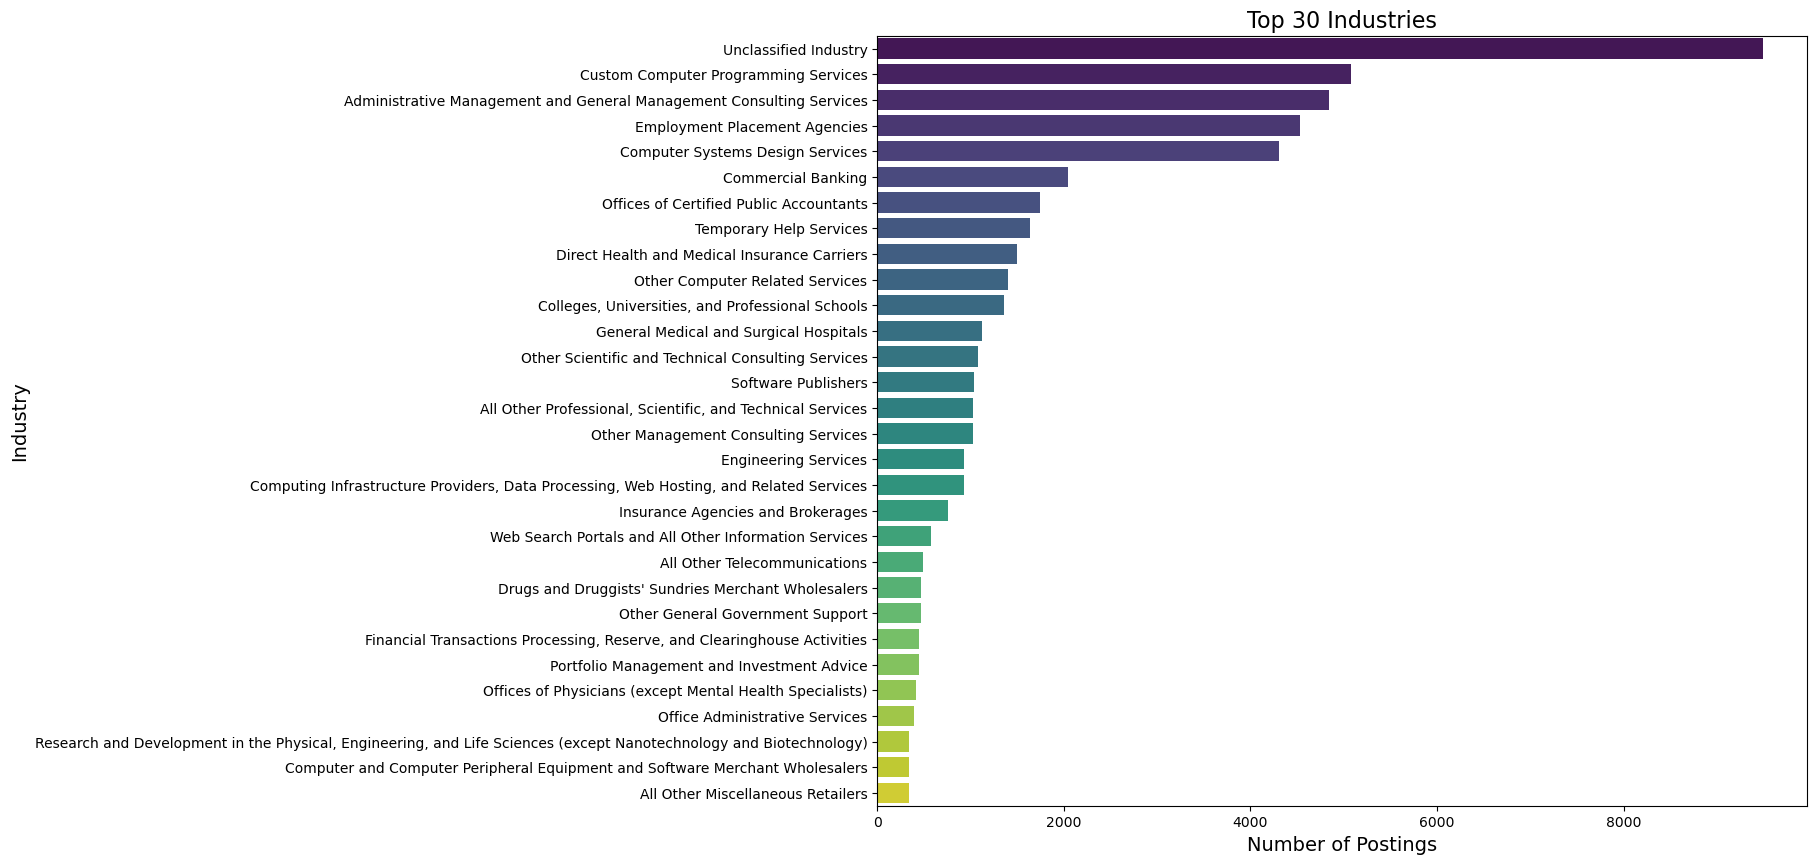 Top 30 Industries
Industry
Unclassified Industry
Custom Computer Programming Services
Administrative Management and General Management Consulting Services
Employment Placement Agencies
Computer Systems Design Services
Commercial Banking
Offices of Certified Public Accountants
Temporary Help Services
Direct Health and Medical Insurance Carriers
Other Computer Related Services
Colleges, Universities, and Professional Schools
General Medical and Surgical Hospitals
Other Scientific and Technical Consulting Services
Software Publishers
All Other Professional, Scientific, and Technical Services
Other Management Consulting Services
Engineering Services
Computing Infrastructure Providers, Data Processing, Web Hosting, and Related Services
Insurance Agencies and Brokerages
Web Search Portals and All Other Information Services
All Other Telecommunications
Drugs and Druggists' Sundries Merchant Wholesalers
Other General Government Support
Financial Transactions Processing, Reserve, and Clearinghouse Activities
Portfolio Management and Investment Advice
Offices of Physicians (except Mental Health Specialists)
Office Administrative Services
Research and Development in the Physical, Engineering, and Life Sciences (except Nanotechnology and Biotechnology)
Computer and Computer Peripheral Equipment and Software Merchant Wholesalers
All Other Miscellaneous Retailers
0 2000 4000 6000 8000
Number of Postings